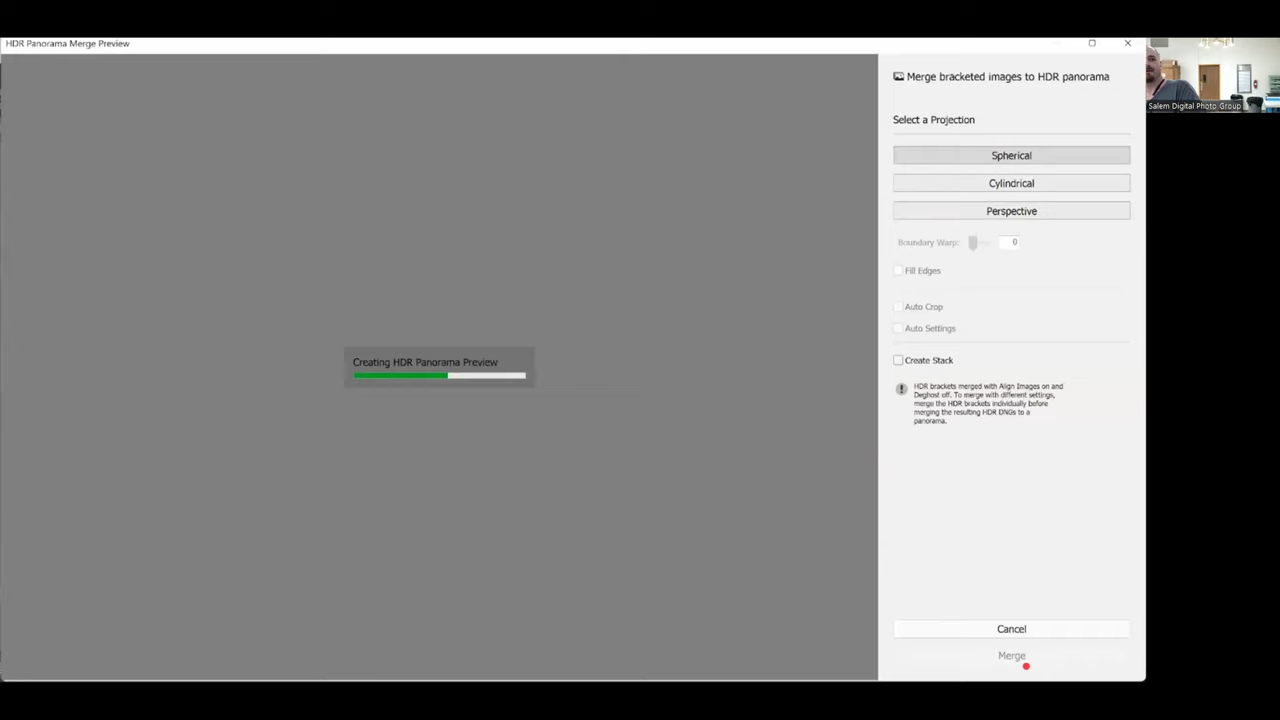 HDR Panorama Merge Preview
Merge bracketed images to HDR panorama
Salem Digital Photo Group
Select a Projection
Spherical
Cylindrical
Perspective
Boundary Warp: 0
Fill Edges
Auto Crop
Auto Settings
Creating HDR Panorama Preview
Create Stack
HDR brackets merged with Align Images on and
Deghost off. To merge with different settings,
merge the HDR brackets individually before
merging the resulting HDR DNGs to a
panorama.
Cancel
Merge